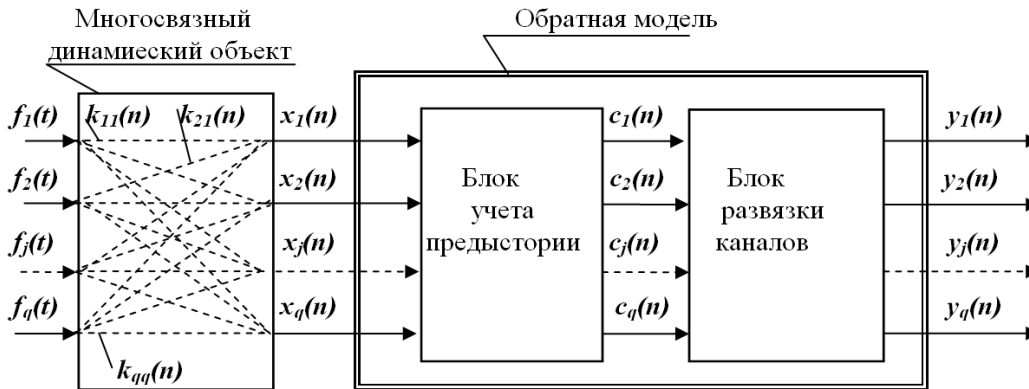 Многосвязный
динамиеский объект
Обратная модель
f1(t)
k11(n)
k21(n)
x1(n)
c1(n)
y1(n)
f2(t)
x2(n)
Блок
учета
предыстории
c2(n)
Блок
развязки
каналов
y2(n)
fj(t)
xj(n)
cj(n)
yj(n)
fq(t)
xq(n)
cq(n)
yq(n)
kqq(n)